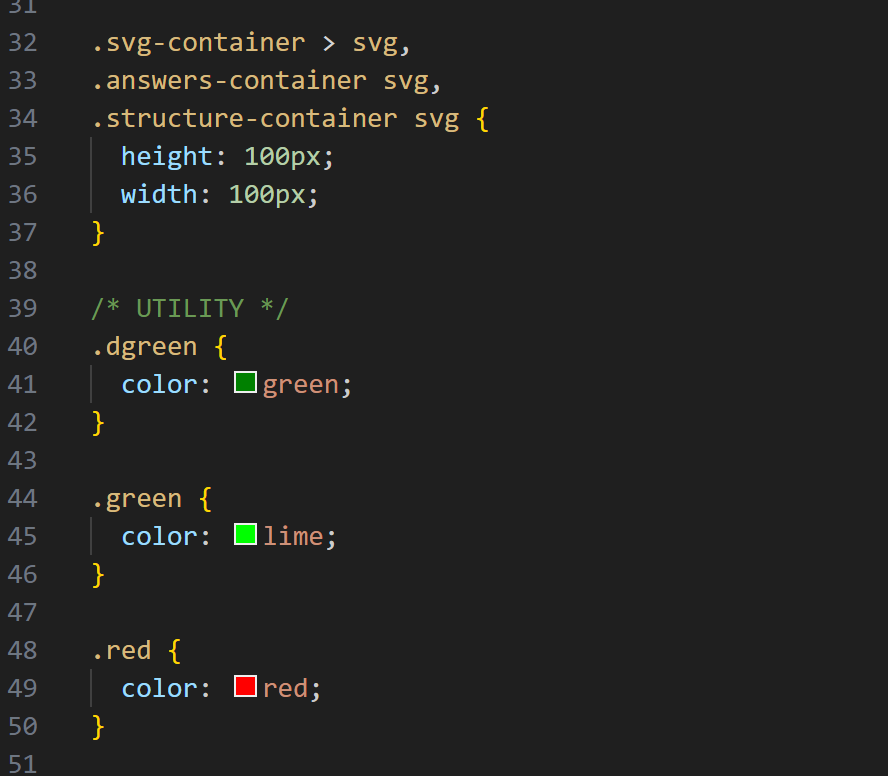 31
32 .svg-container > svg,
33 .answers-container svg,
34 .structure-container svg {
35   height: 100px;
36   width: 100px;
37 }
38
39 /* UTILITY */
40 .dgreen {
41   color: green;
42 }
43
44 .green {
45   color: lime;
46 }
47
48 .red {
49   color: red;
50 }
51